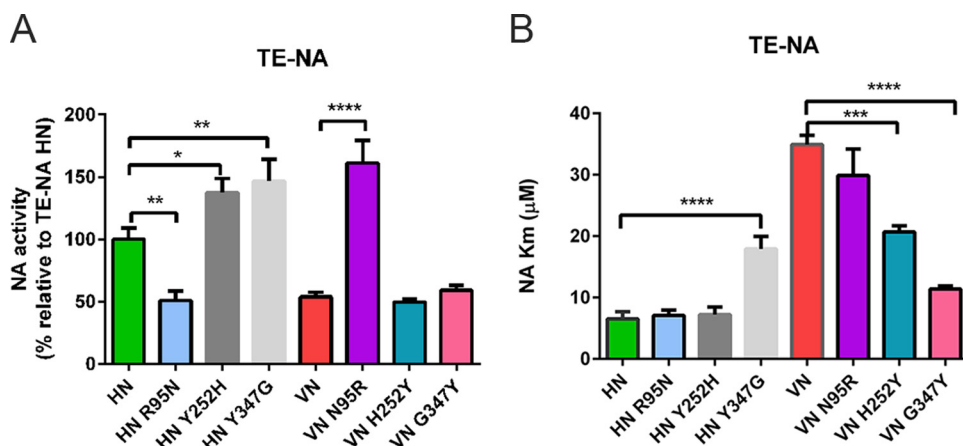 A
TE-NA
NA activity
(% relative to TE-NA HN)
200
150
100
50
0
**
*
**
****
HN
HN R95N
HN Y252H
HN Y347G
VN
VN N95R
VN H252Y
VN G347Y
B
TE-NA
NA Km (µM)
40
30
20
10
0
****
****
***
HN
HN R95N
HN Y252H
HN Y347G
VN
VN N95R
VN H252Y
VN G347Y